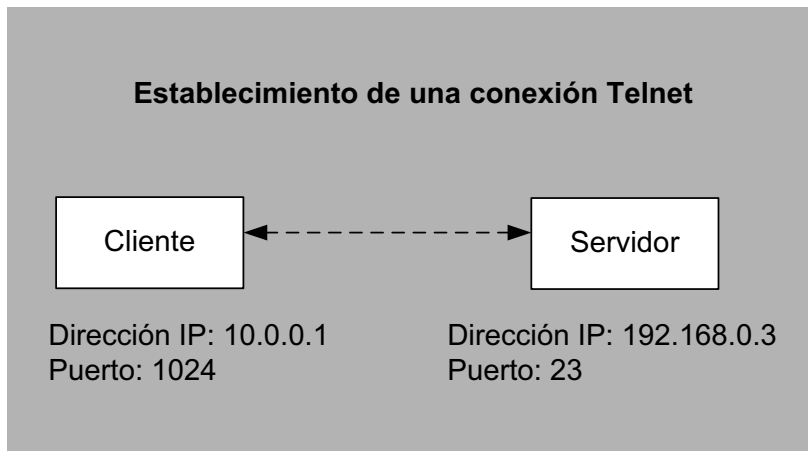 Establecimiento de una conexión Telnet
Cliente
Servidor
Dirección IP: 10.0.0.1
Puerto: 1024
Dirección IP: 192.168.0.3
Puerto: 23